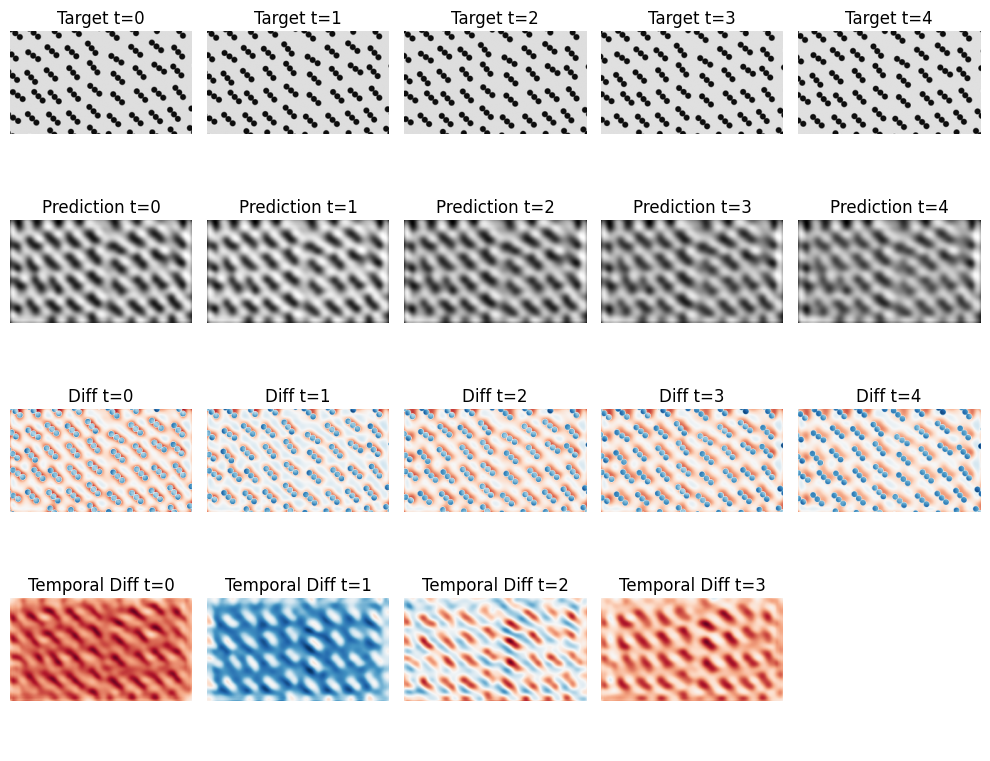 Target t=0 Target t=1 Target t=2 Target t=3 Target t=4
Prediction t=0 Prediction t=1 Prediction t=2 Prediction t=3 Prediction t=4
Diff t=0 Diff t=1 Diff t=2 Diff t=3 Diff t=4
Temporal Diff t=0 Temporal Diff t=1 Temporal Diff t=2 Temporal Diff t=3